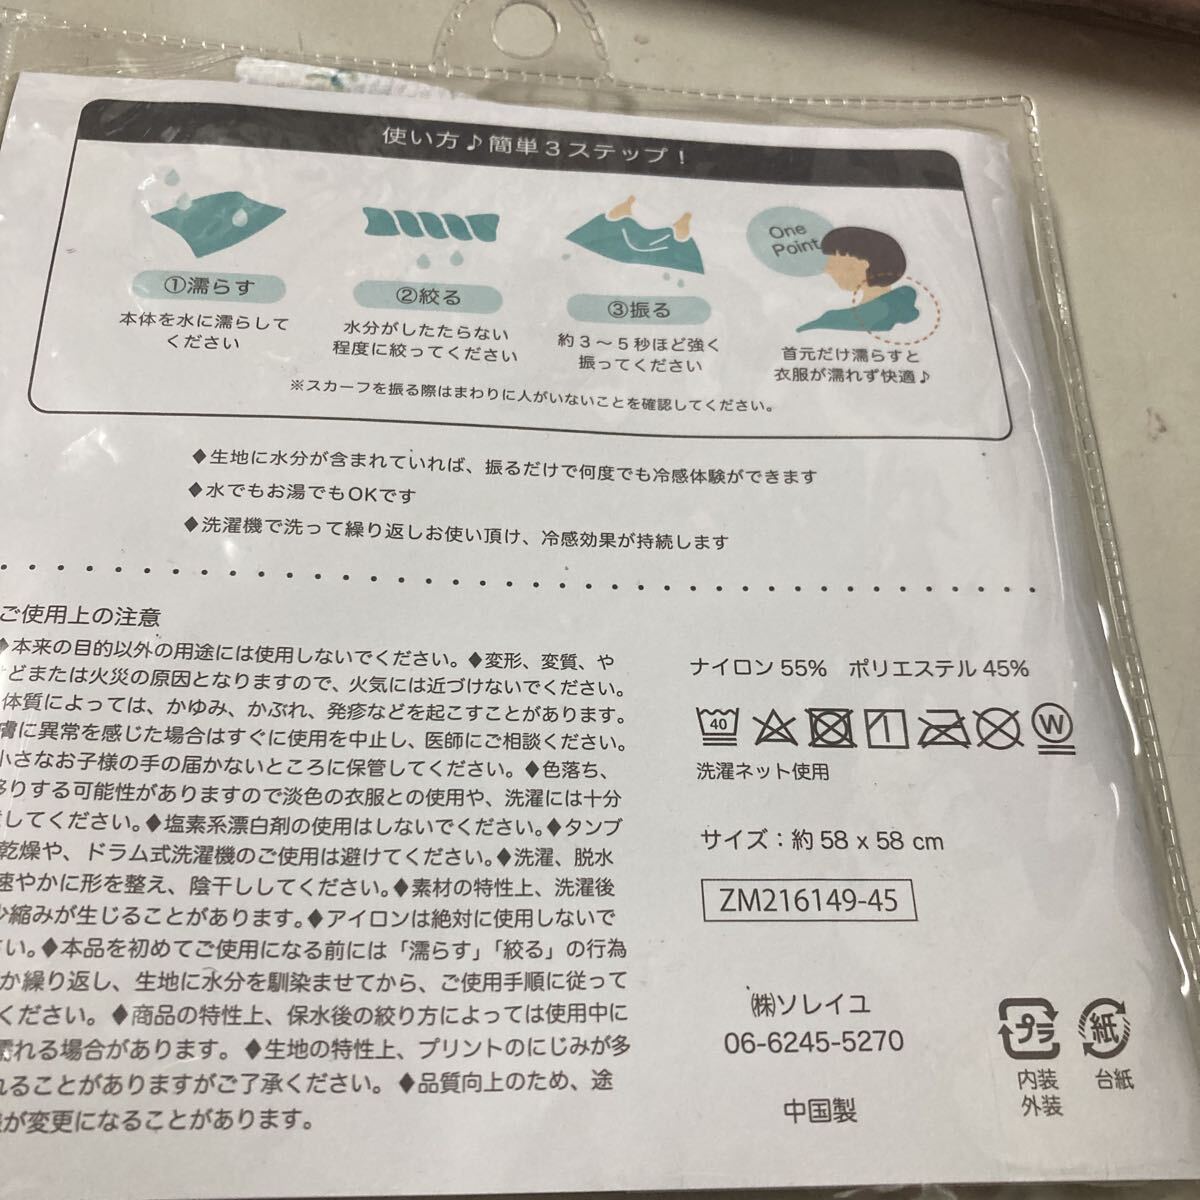 使い方♪簡単3ステップ！
①濡らす
本体を水に濡らして
ください
②絞る
水分がしたたらない
程度に絞ってください
③振る
約3～5秒ほど強く
振ってください
One
Point
首元だけ濡らすと
衣服が濡れず快適♪
※スカーフを振る際はまわりに人がいないことを確認してください。
◆生地に水分が含まれていれば、振るだけで何度でも冷感体験ができます
◆水でもお湯でもOKです
◆洗濯機で洗って繰り返しお使い頂け、冷感効果が持続します
ご使用上の注意
◆本来の目的以外の用途には使用しないでください。◆変形、変質、や
どまたは火災の原因となりますので、火気には近づけないでください。
体質によっては、かゆみ、かぶれ、発疹などを起こすことがあります。
膚に異常を感じた場合はすぐに使用を中止し、医師にご相談ください。
小さなお子様の手の届かないところに保管してください。◆色落ち、
移りする可能性がありますので淡色の衣服との使用や、洗濯には十分
してください。◆塩素系漂白剤の使用はしないでください。◆タンブ
乾燥や、ドラム式洗濯機のご使用は避けてください。◆洗濯、脱水
速やかに形を整え、陰干ししてください。◆素材の特性上、洗濯後
少縮みが生じることがあります。◆アイロンは絶対に使用しないで
さい。◆本品を初めてご使用になる前には「濡らす」「絞る」の行為
か繰り返し、生地に水分を馴染ませてから、ご使用手順に従って
ください。◆商品の特性上、保水後の絞り方によっては使用中に
濡れる場合があります。◆生地の特性上、プリントのにじみが多
れることがありますがご了承ください。◆品質向上のため、途
が変更になることがあります。
ナイロン 55%　ポリエステル 45%
40
W
洗濯ネット使用
サイズ：約 58 x 58 cm
ZM216149-45
㈱ソレイユ
06-6245-5270
中国製
プラ
内装
外装
紙
台紙